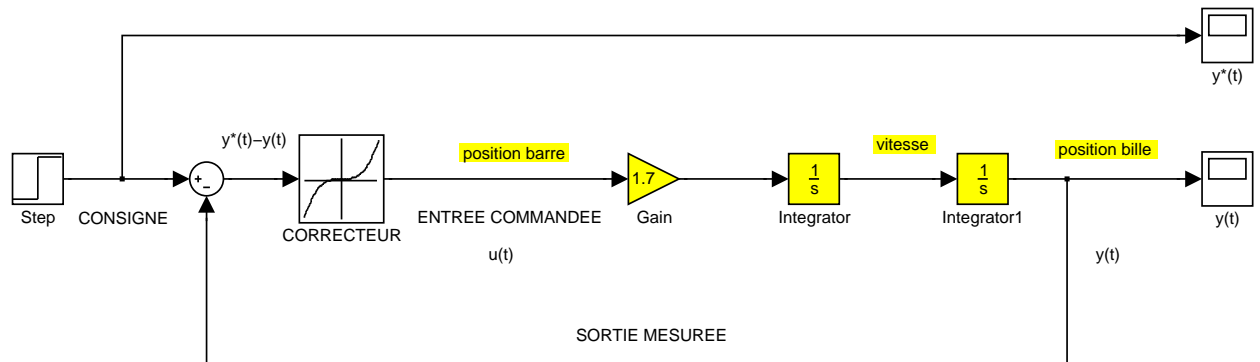 y*(t)
y*(t)−y(t)
position barre
vitesse
position bille
+
−
1.7
1
s
1
s
Step
CONSIGNE
CORRECTEUR
ENTREE COMMANDEE
Gain
Integrator
Integrator1
y(t)
u(t)
y(t)
SORTIE MESUREE